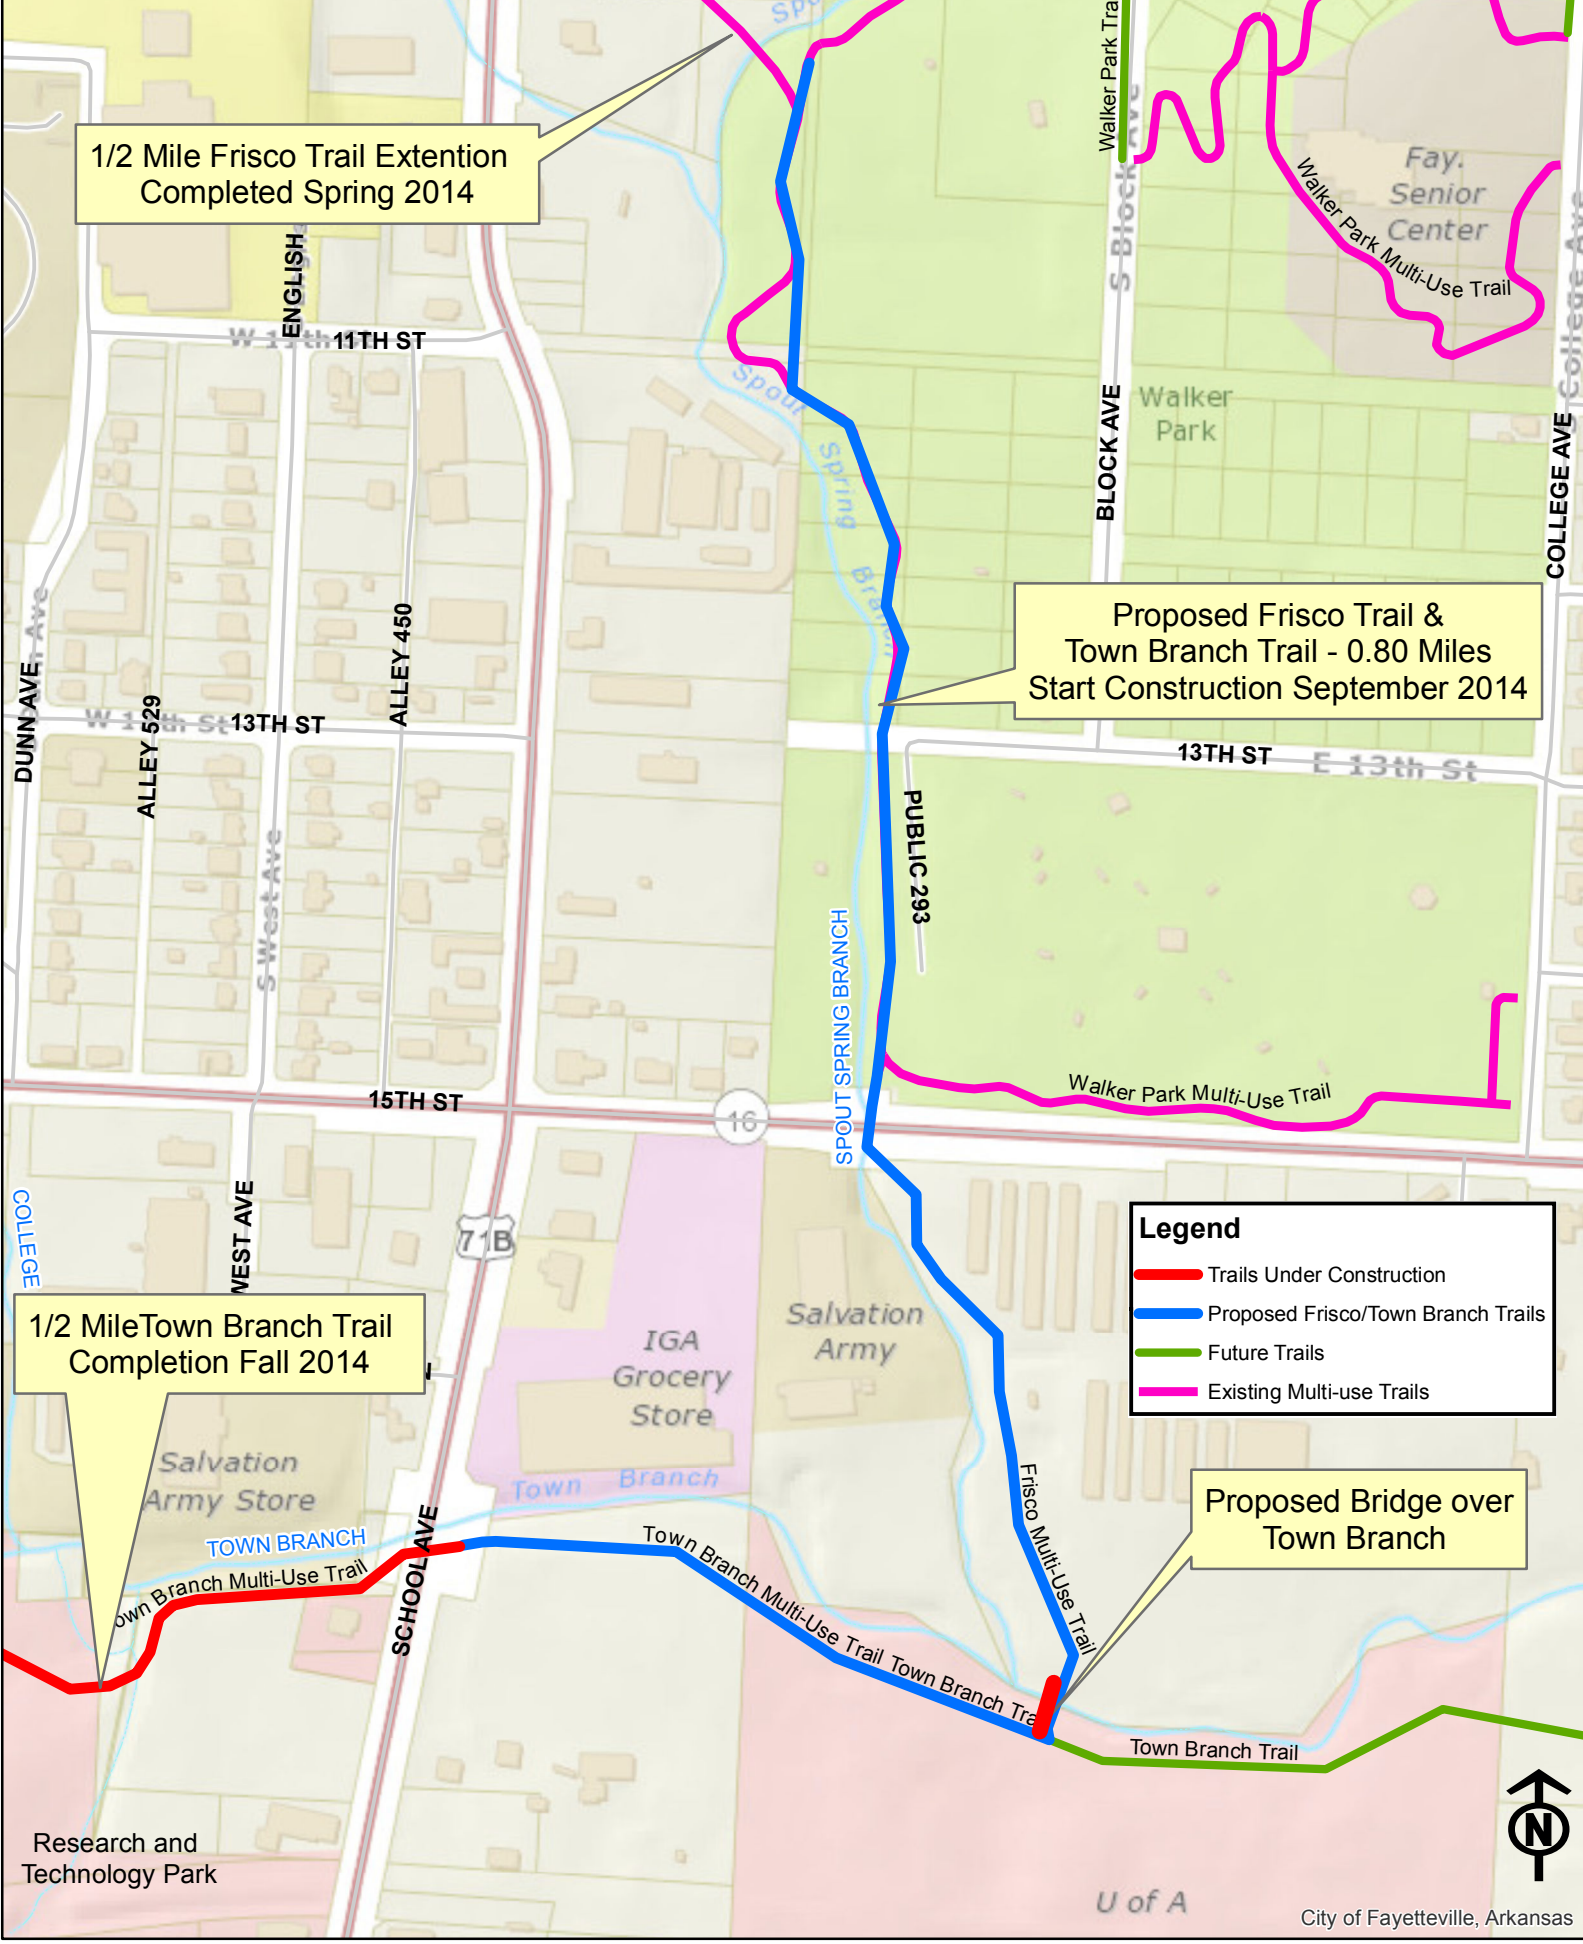 Walker Park Tra
1/2 Mile Frisco Trail Extention
Completed Spring 2014
Fay.
Senior
Center
Walker Park Multi-Use Trail
S Block Ave
S College Ave
ENGLISH
11TH ST
Spout Spring Branch
Walker
Park
BLOCK AVE
COLLEGE AVE
Proposed Frisco Trail &
Town Branch Trail - 0.80 Miles
Start Construction September 2014
DUNN AVE
ALLEY 529
ALLEY 450
13TH ST
13TH ST
E 13th St
PUBLIC 293
S West Ave
SPOUT SPRING BRANCH
15TH ST
16
Walker Park Multi-Use Trail
COLLEGE
WEST AVE
71B
Legend
Trails Under Construction
Proposed Frisco/Town Branch Trails
Future Trails
Existing Multi-use Trails
1/2 MileTown Branch Trail
Completion Fall 2014
IGA
Grocery
Store
Salvation
Army
Salvation
Army Store
Town Branch
TOWN BRANCH
own Branch Multi-Use Trail
SCHOOL AVE
Town Branch Multi-Use Trail
Town Branch Trail
Frisco Multi-Use Trail
Proposed Bridge over
Town Branch
Town Branch Trail
Research and
Technology Park
N
U of A
City of Fayetteville, Arkansas